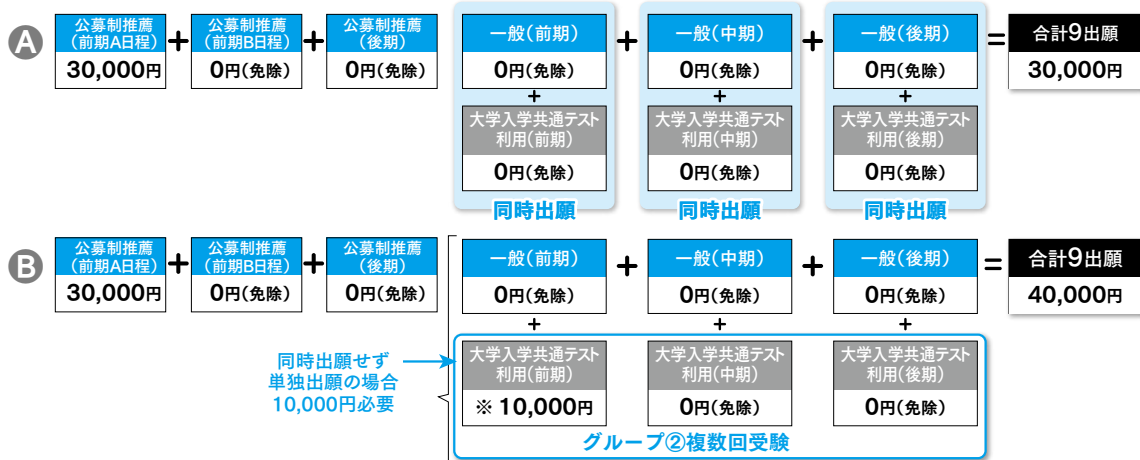 A
公募制推薦
(前期A日程)
30,000円
+
公募制推薦
(前期B日程)
0円(免除)
+
公募制推薦
(後期)
0円(免除)
一般(前期)
0円(免除)
+
大学入学共通テスト
利用(前期)
0円(免除)
同時出願
+
一般(中期)
0円(免除)
+
大学入学共通テスト
利用(中期)
0円(免除)
同時出願
+
一般(後期)
0円(免除)
+
大学入学共通テスト
利用(後期)
0円(免除)
同時出願
=
合計9出願
30,000円
B
公募制推薦
(前期A日程)
30,000円
+
公募制推薦
(前期B日程)
0円(免除)
+
公募制推薦
(後期)
0円(免除)
一般(前期)
0円(免除)
+
一般(中期)
0円(免除)
+
一般(後期)
0円(免除)
=
合計9出願
40,000円
+
+
+
同時出願せず
単独出願の場合
10,000円必要
大学入学共通テスト
利用(前期)
※ 10,000円
大学入学共通テスト
利用(中期)
0円(免除)
大学入学共通テスト
利用(後期)
0円(免除)
グループ②複数回受験